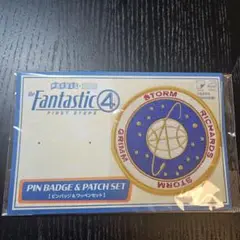 the Fantastic 4
FIRST STEPS
STORM
RICHARDS
STORM
GRIMM
PIN BADGE & PATCH SET
[ピンバッジ&ワッペンセット]